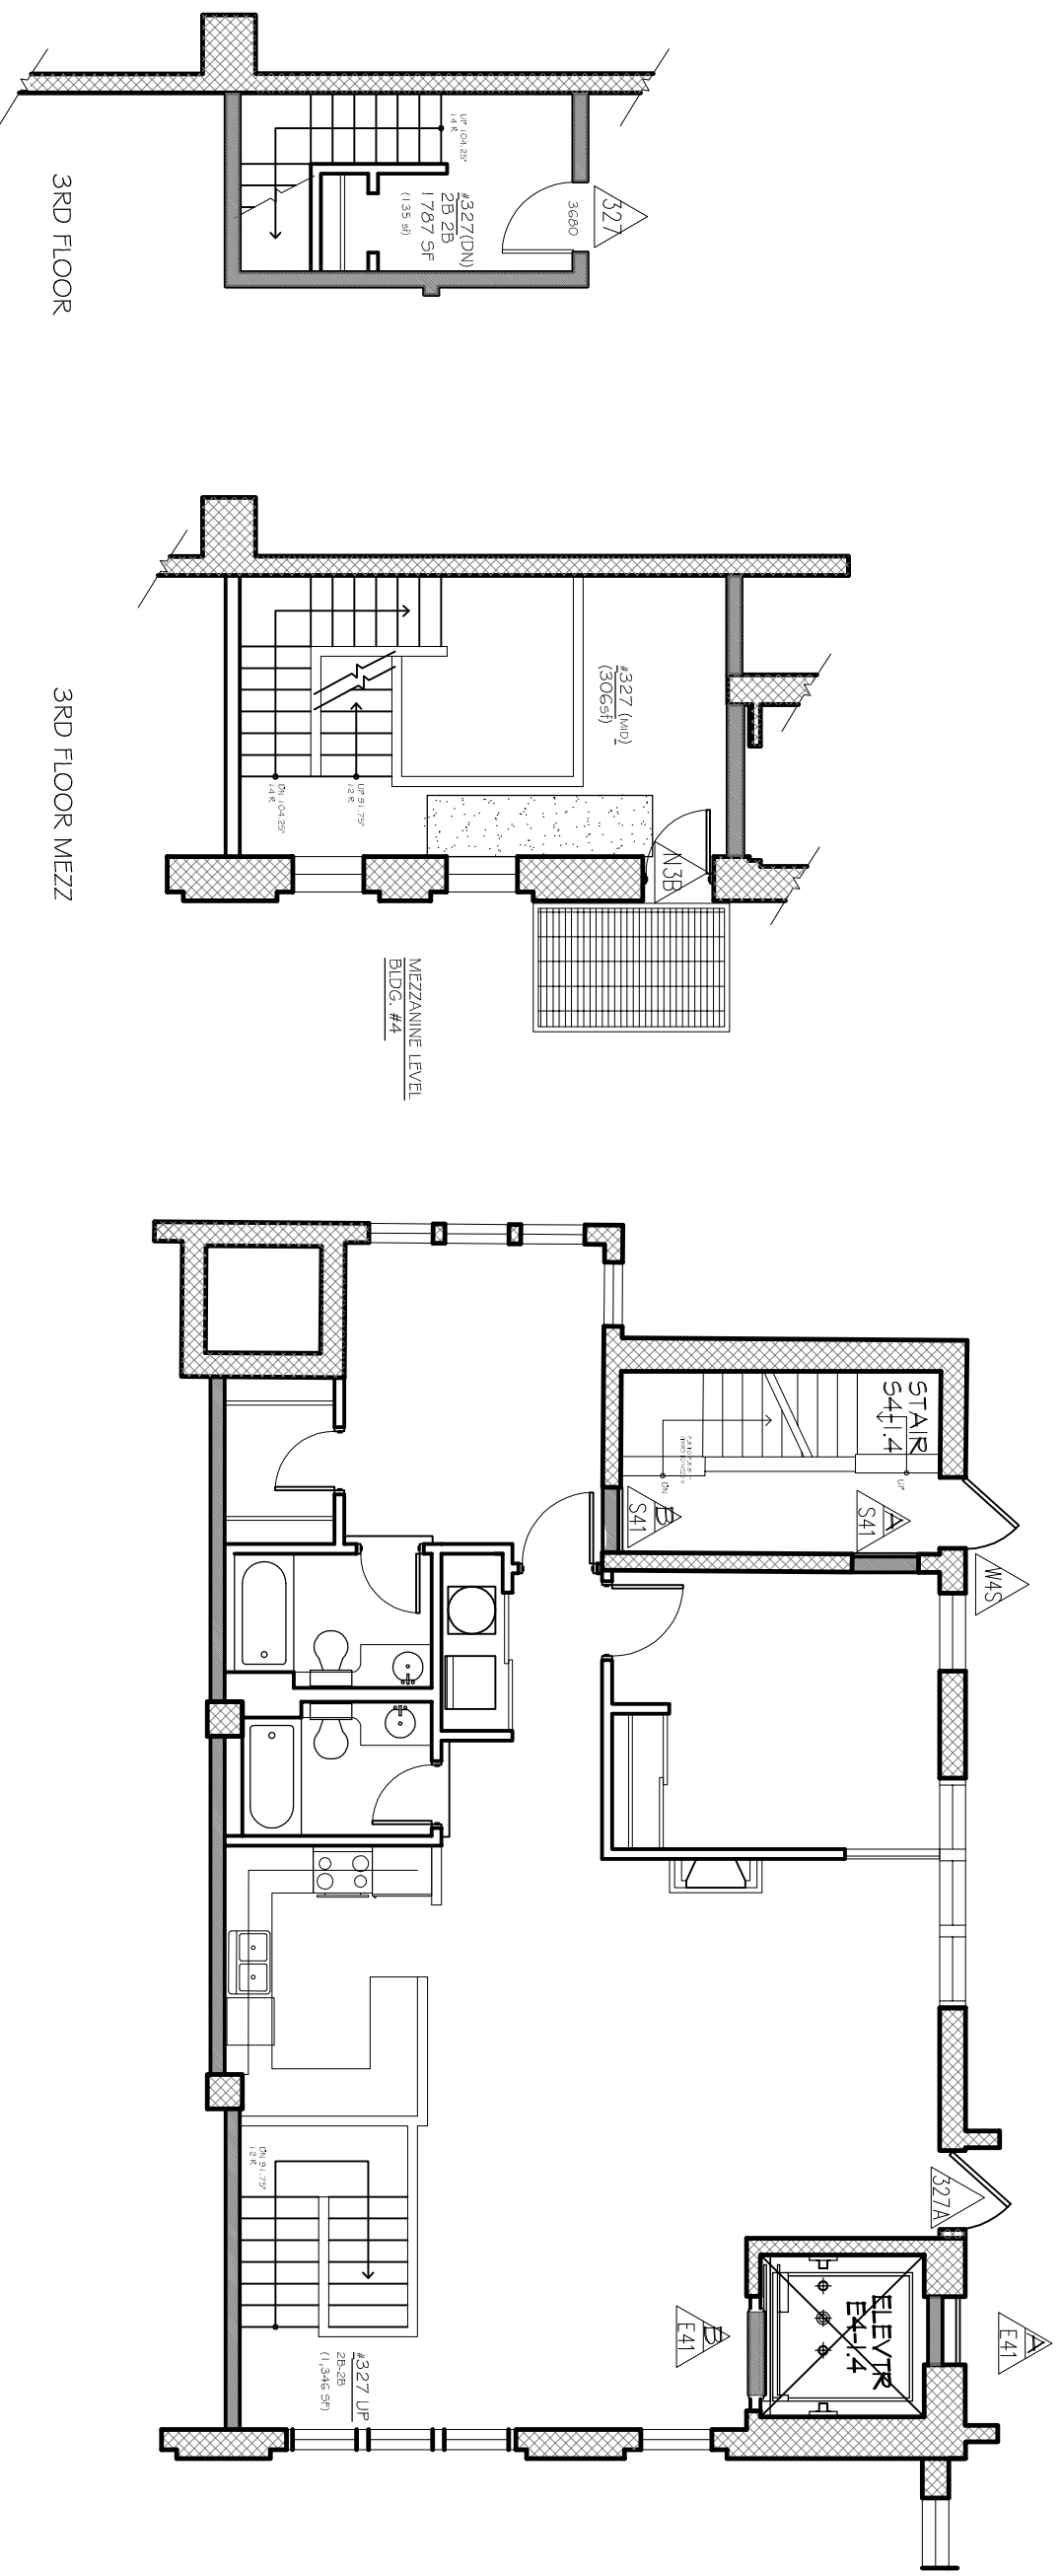 327
3680
UP 104.25"
14 R
#327(DN)
2B 2B
1787 SF
(135 sf)
3RD FLOOR
#327 (MID)
(306sf)
UP 91.75"
12 R
DN 104.25"
14 R
N3B
MEZZANINE LEVEL
BLDG. #4
3RD FLOOR MEZZ
STAIR
S4-1.4
UP
DN
A
S41
B
S41
W4S
327A
ELEVTR
E4-1.4
A
E41
B
E41
DN 91.75"
12 R
#327 UP
2B-2B
(1,346 SF)